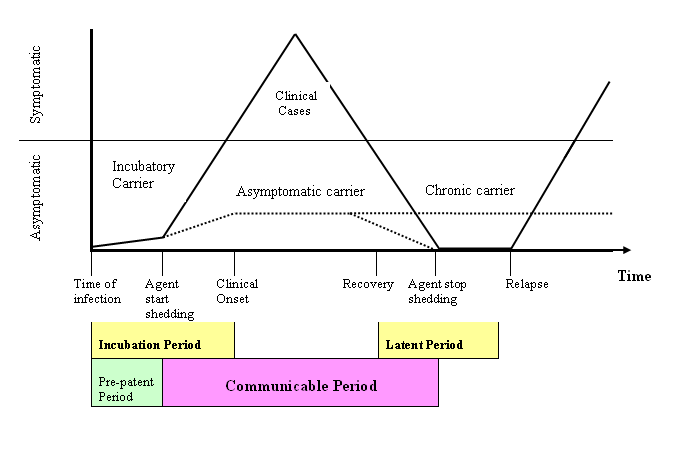 Symptomatic
Asymptomatic
Clinical
Cases
Incubatory
Carrier
Asymptomatic carrier
Chronic carrier
Time of
infection
Agent
start
shedding
Clinical
Onset
Recovery
Agent stop
shedding
Relapse
Time
Incubation Period
Latent Period
Pre-patent
Period
Communicable Period